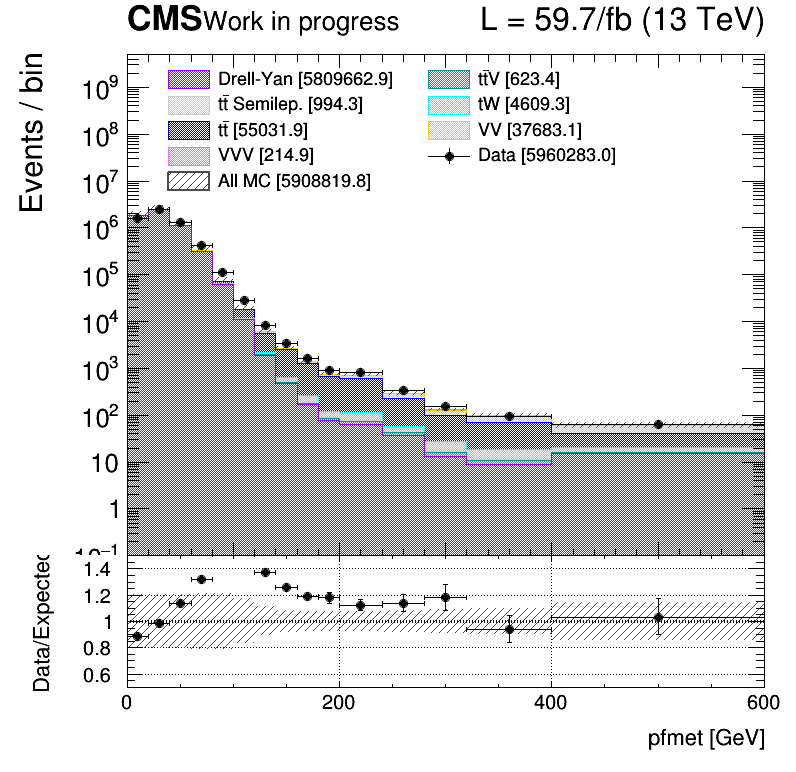 CMS Work in progress L = 59.7/fb (13 TeV)
Events / bin
Drell-Yan [5809662.9] tt̄V [623.4]
tt̄ Semilep. [994.3] tW [4609.3]
tt̄ [55031.9] VV [37683.1]
VVV [214.9] Data [5960283.0]
All MC [5908819.8]
10⁹
10⁸
10⁷
10⁶
10⁵
10⁴
10³
10²
10
1
10⁻¹
Data/Expected
1.4
1.2
1
0.8
0.6
0 200 400 600
pfmet [GeV]